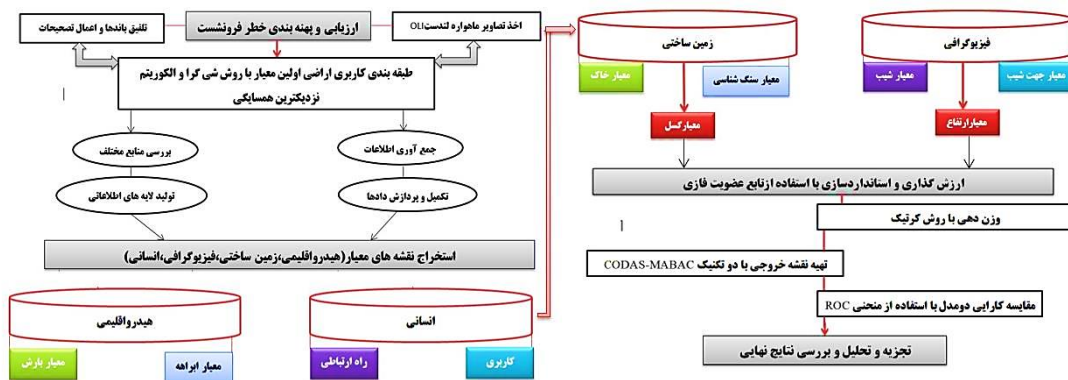 ارزیابی و پهنه بندی خطر فرونشست
اخذ تصاویر ماهواره لندستOLI
تلفیق باندها و اعمال تصحیحات
طبقه بندی کاربری اراضی اولین معیار با روش شی گرا و الکوریتم
نزدیکترین همسایگی
جمع آوری اطلاعات
بررسی منابع مختلف
تکمیل و پردازش دادها
تولید لایه های اطلاعاتی
استخراج نقشه های معیار(هیدرواقلیمی،زمین ساختی،فیزیوگرافی،انسانی)
انسانی
کاربری
راه ارتباطی
هیدرواقلیمی
معیار ابراهه
معیار بارش
فیزیوگرافی
معیار جهت شیب
معیار شیب
معیارارتفاع
زمین ساختی
معیار سنگ شناسی
معیار خاک
معیارگسل
ارزش گذاری و استانداردسازی با استفاده ازتابع عضویت فازی
وزن دهی با روش کرتیک
تهیه نقشه خروجی با دو تکنیک CODAS-MABAC
مقایسه کارایی دومدل با استفاده از منحنی ROC
تجزیه و تحلیل و بررسی نتایج نهایی